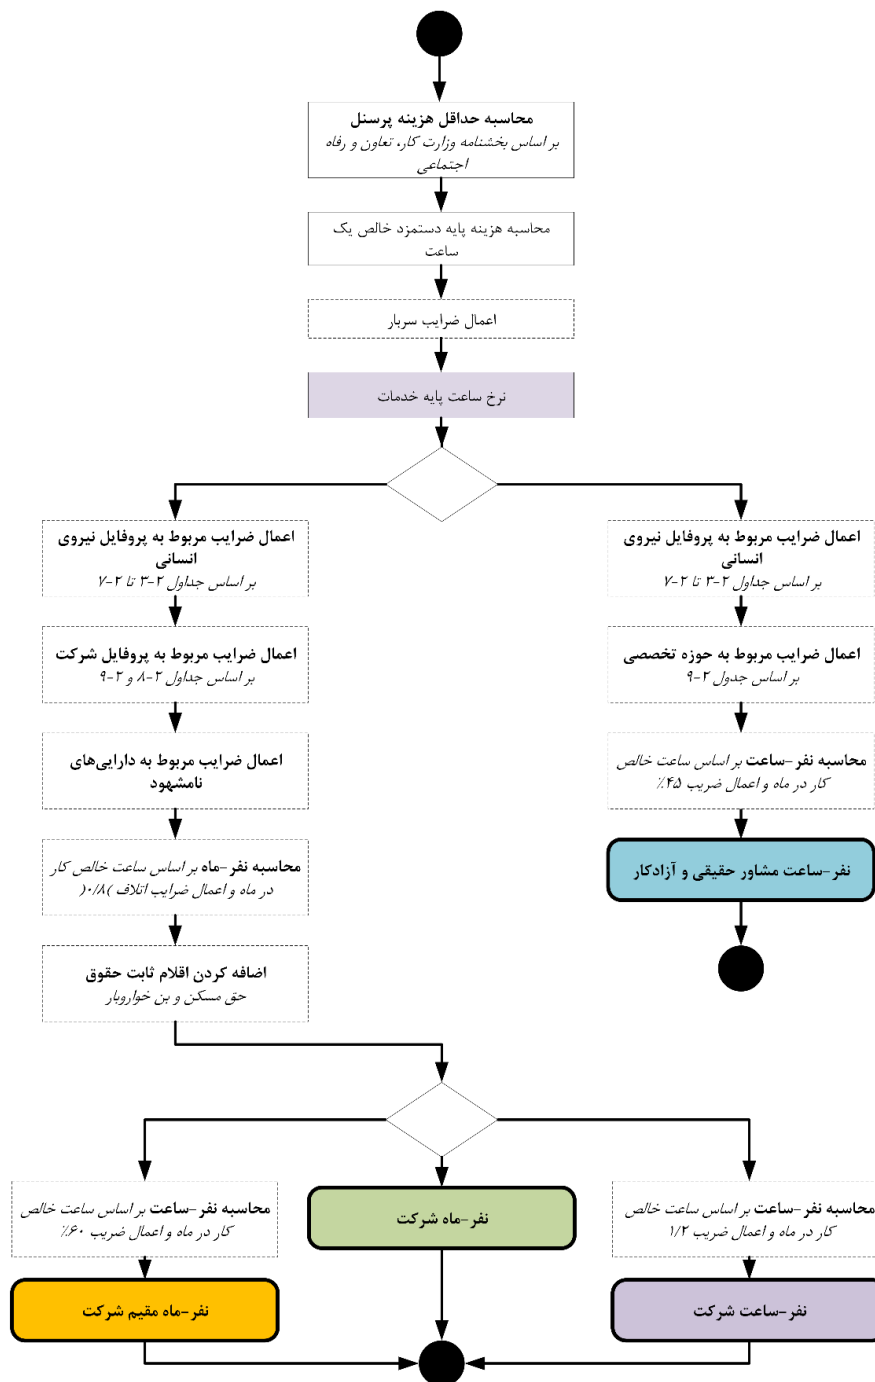 محاسبه حداقل هزینه پرسنل
بر اساس بخشنامه وزارت کار، تعاون و رفاه
اجتماعی
محاسبه هزینه پایه دستمزد خالص یک
ساعت
اعمال ضرایب سربار
نرخ ساعت پایه خدمات
اعمال ضرایب مربوط به پروفایل نیروی
انسانی
بر اساس جداول ۲-۳ تا ۲-۷
اعمال ضرایب مربوط به حوزه تخصصی
بر اساس جدول ۲-۹
محاسبه نفر-ساعت بر اساس ساعت خالص
کار در ماه و اعمال ضریب ۴۵٪
نفر-ساعت مشاور حقیقی و آزادکار
اعمال ضرایب مربوط به پروفایل نیروی
انسانی
بر اساس جداول ۲-۳ تا ۲-۷
اعمال ضرایب مربوط به پروفایل شرکت
بر اساس جداول ۲-۸ و ۲-۹
اعمال ضرایب مربوط به دارایی‌های
نامشهود
محاسبه نفر-ماه بر اساس ساعت خالص کار
در ماه و اعمال ضرایب اتلاف )۰/۸(
اضافه کردن اقلام ثابت حقوق
حق مسکن و بن خواروبار
محاسبه نفر-ساعت بر اساس ساعت خالص
کار در ماه و اعمال ضریب ۱/۲
نفر-ساعت شرکت
نفر-ماه شرکت
محاسبه نفر-ساعت بر اساس ساعت خالص
کار در ماه و اعمال ضریب ۶۰٪
نفر-ماه مقیم شرکت